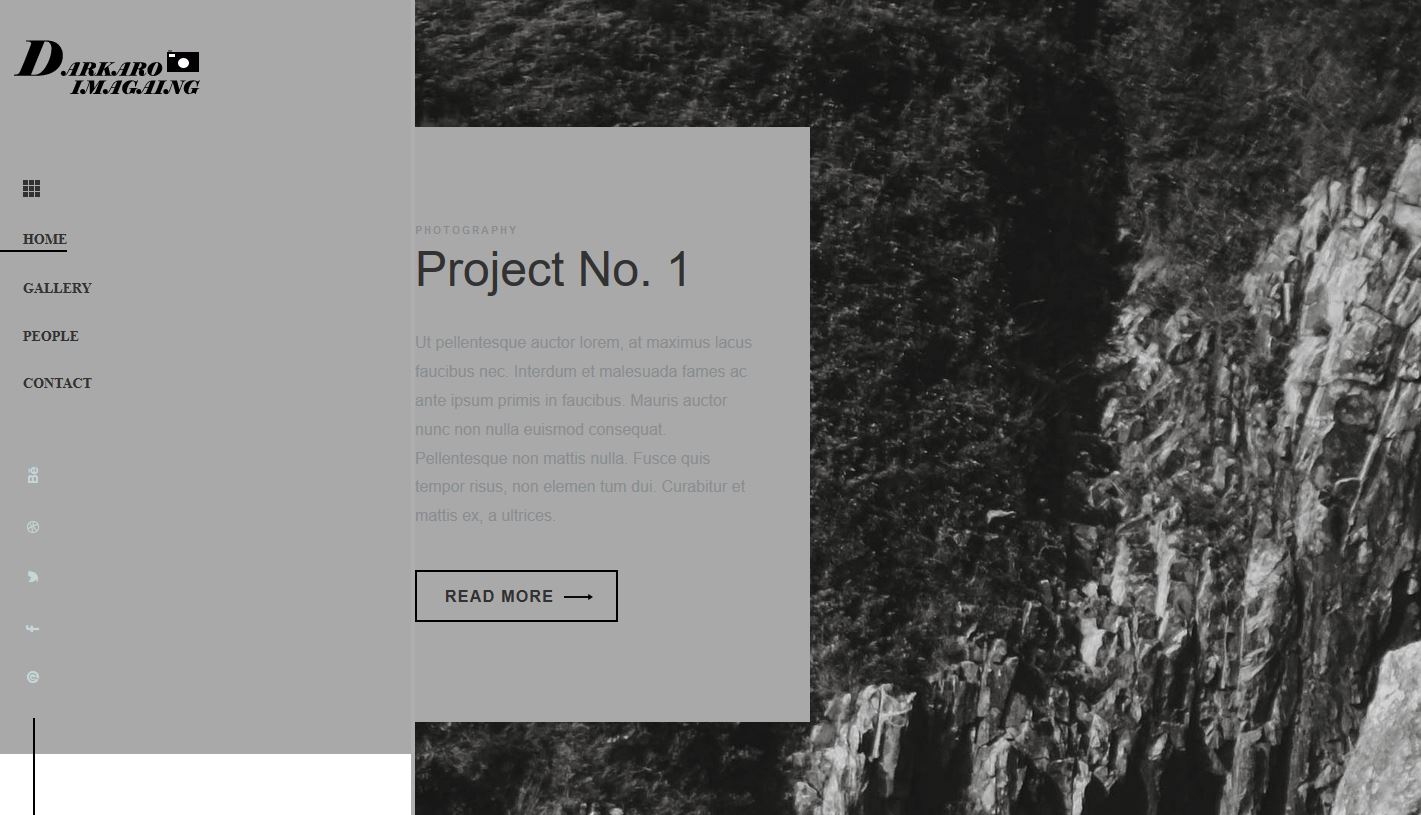 DARKARO
IMAGAING
HOME
GALLERY
PEOPLE
CONTACT
Bē
PHOTOGRAPHY
Project No. 1
Ut pellentesque auctor lorem, at maximus lacus
faucibus nec. Interdum et malesuada fames ac
ante ipsum primis in faucibus. Mauris auctor
nunc non nulla euismod consequat.
Pellentesque non mattis nulla. Fusce quis
tempor risus, non elemen tum dui. Curabitur et
mattis ex, a ultrices.
READ MORE